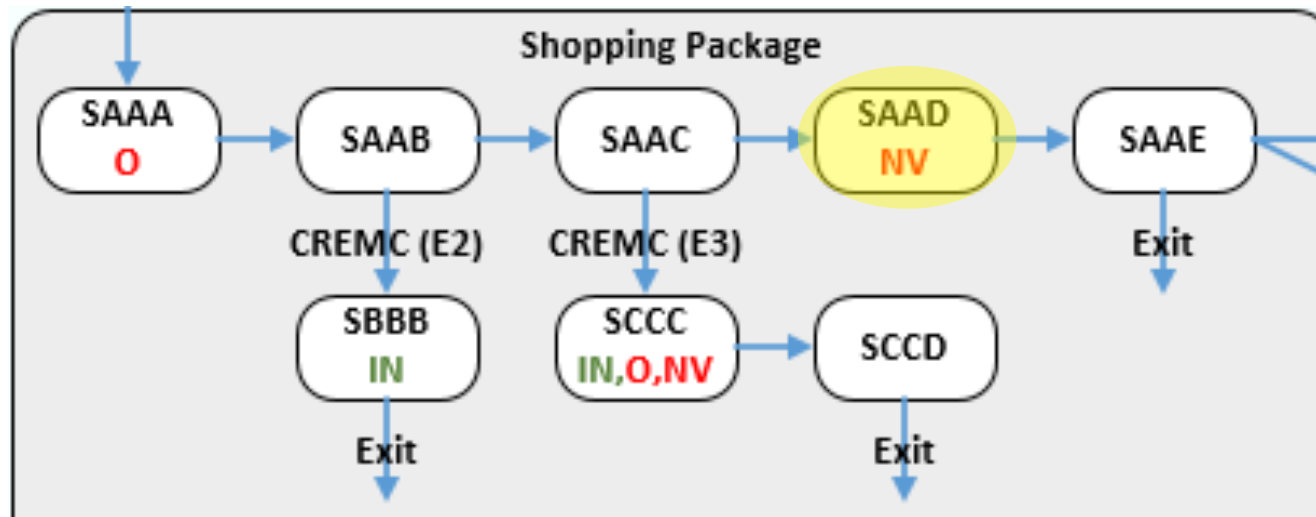 Shopping Package
SAAA
O
SAAB
SAAC
SAAD
NV
SAAE
CREMC (E2)
CREMC (E3)
Exit
SBBB
IN
SCCC
IN,O,NV
SCCD
Exit
Exit